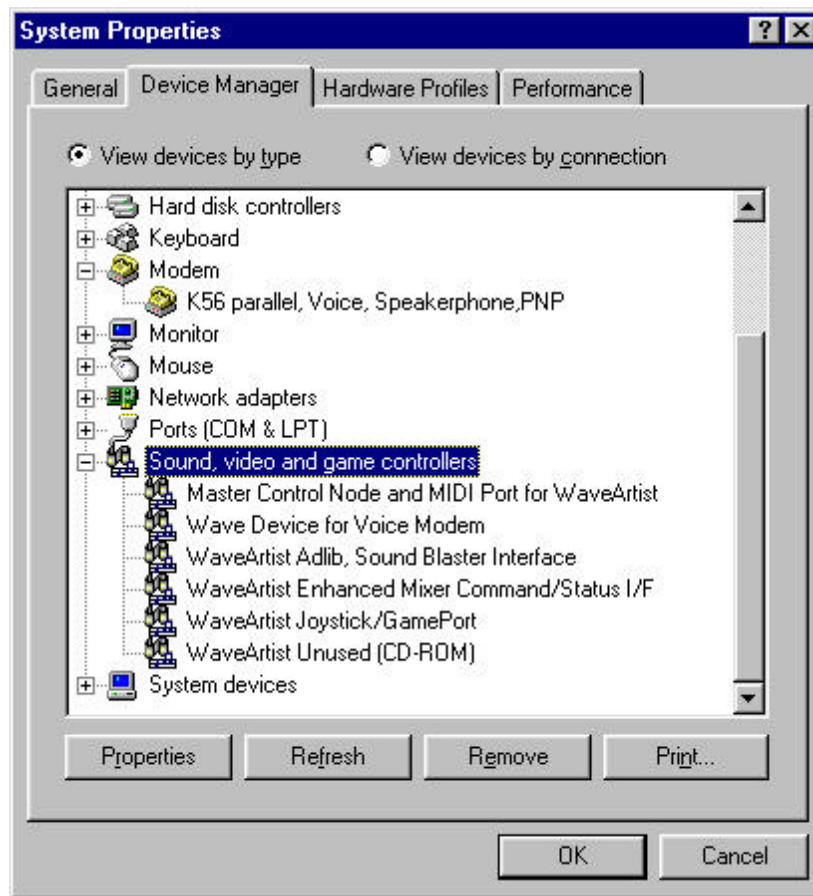 System Properties
General Device Manager Hardware Profiles Performance
View devices by type View devices by connection
Hard disk controllers
Keyboard
Modem
K56 parallel, Voice, Speakerphone,PNP
Monitor
Mouse
Network adapters
Ports (COM & LPT)
Sound, video and game controllers
Master Control Node and MIDI Port for WaveArtist
Wave Device for Voice Modem
WaveArtist Adlib, Sound Blaster Interface
WaveArtist Enhanced Mixer Command/Status I/F
WaveArtist Joystick/GamePort
WaveArtist Unused (CD-ROM)
System devices
Properties Refresh Remove Print...
OK Cancel